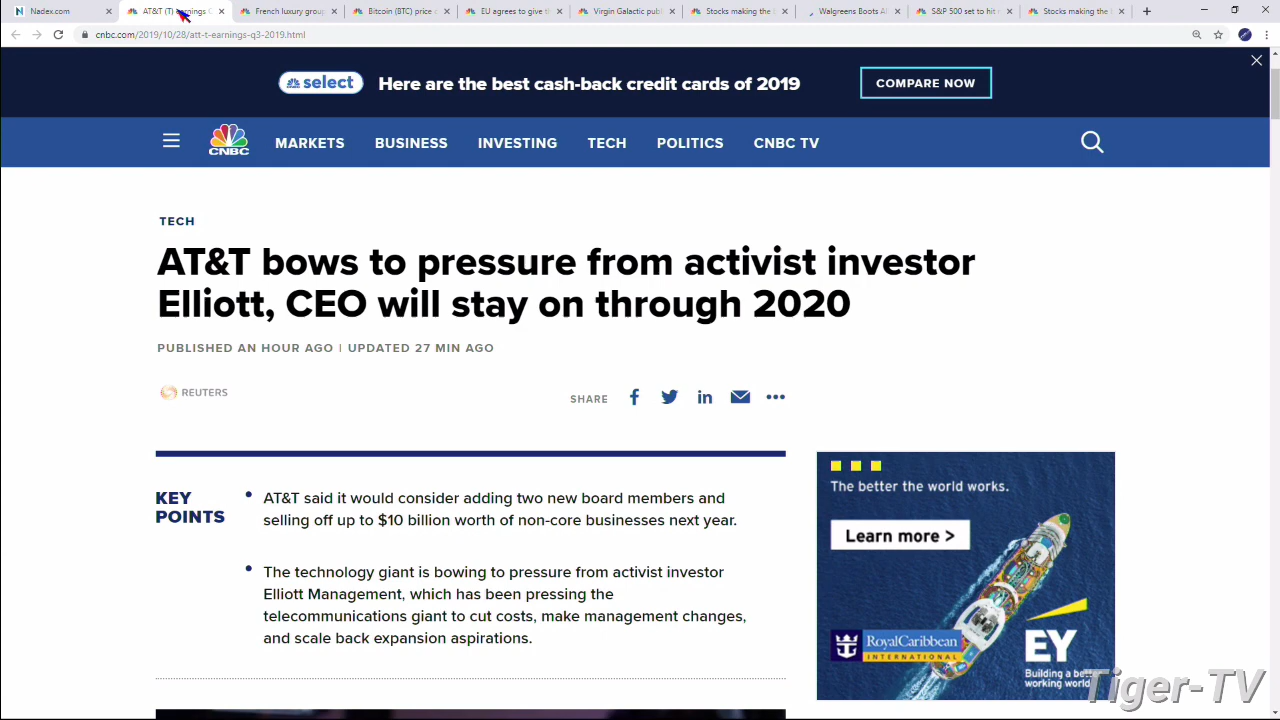 Nadex.com
AT&T (T) earnings
French luxury group
Bitcoin (BTC) price
EU agrees to give th
Virgin Galactic publ
Stocks making the
Walgreens Boots Al
S&P 500 set to hit
Stocks making the
cnbc.com/2019/10/28/att-t-earnings-q3-2019.html
select
Here are the best cash-back credit cards of 2019
COMPARE NOW
CNBC
MARKETS
BUSINESS
INVESTING
TECH
POLITICS
CNBC TV
TECH
AT&T bows to pressure from activist investor
Elliott, CEO will stay on through 2020
PUBLISHED AN HOUR AGO | UPDATED 27 MIN AGO
REUTERS
SHARE
KEY
POINTS
• AT&T said it would consider adding two new board members and
selling off up to $10 billion worth of non-core businesses next year.
• The technology giant is bowing to pressure from activist investor
Elliott Management, which has been pressing the
telecommunications giant to cut costs, make management changes,
and scale back expansion aspirations.
The better the world works.
Learn more >
RoyalCaribbean
INTERNATIONAL
EY
Building a better
working world
Tiger-TV